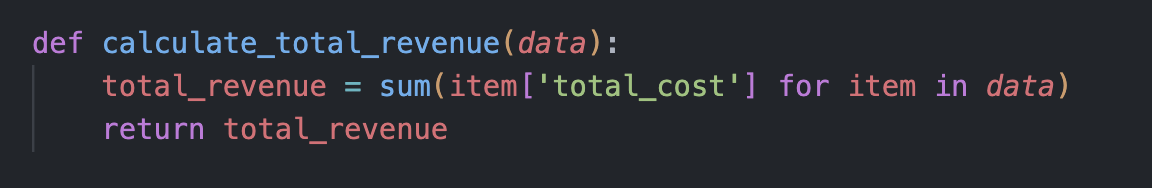 def calculate_total_revenue(data):
    total_revenue = sum(item['total_cost'] for item in data)
    return total_revenue